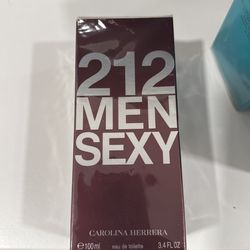 212
MEN
SEXY
CAROLINA HERRERA
℮100ml eau de toilette 3.4 FL.OZ